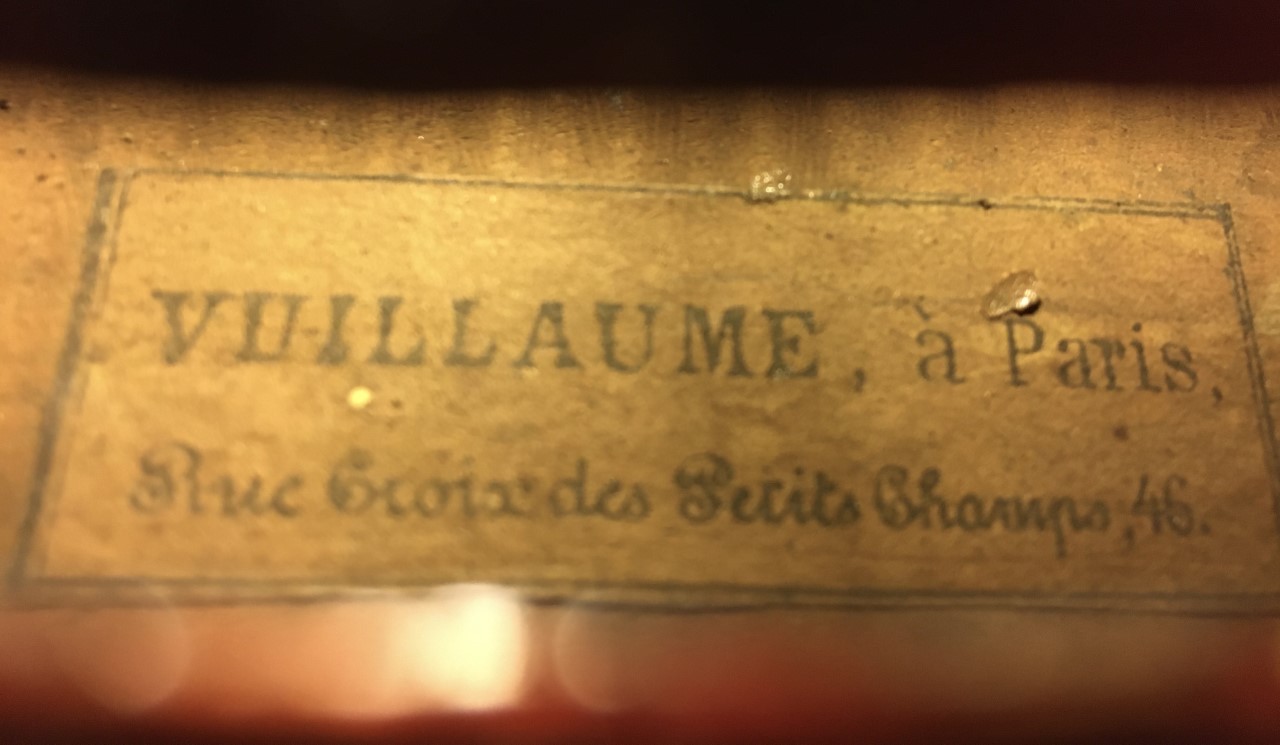 VUILLAUME, à Paris,
Rue Croix des Petits Champs, 46.